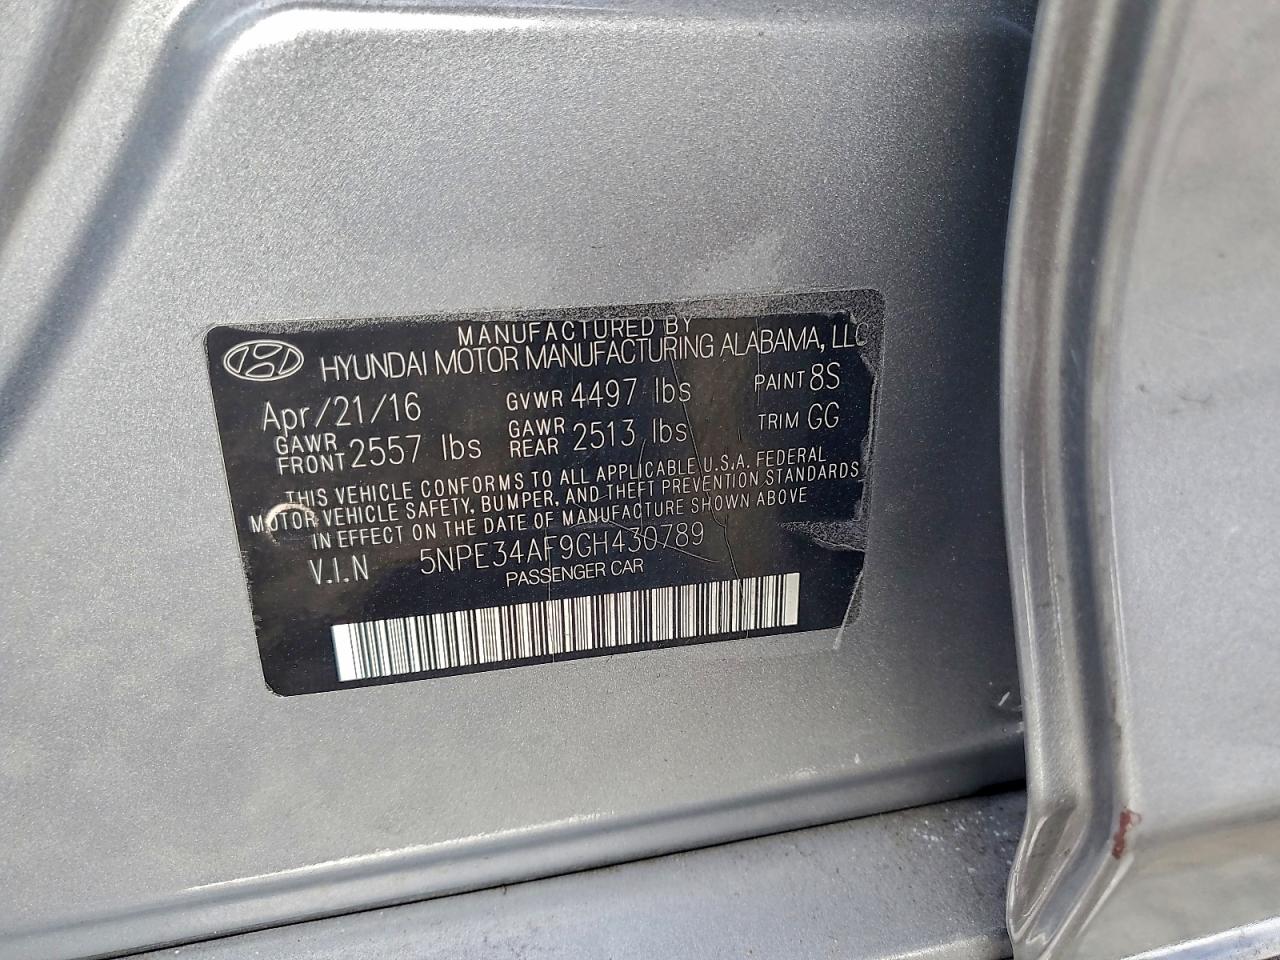 MANUFACTURED BY
HYUNDAI MOTOR MANUFACTURING ALABAMA, LLC
Apr/21/16 GVWR 4497 lbs PAINT 8S
GAWR FRONT 2557 lbs GAWR REAR 2513 lbs TRIM GG
THIS VEHICLE CONFORMS TO ALL APPLICABLE U.S.A. FEDERAL
MOTOR VEHICLE SAFETY, BUMPER, AND THEFT PREVENTION STANDARDS
IN EFFECT ON THE DATE OF MANUFACTURE SHOWN ABOVE
V.I.N 5NPE34AF9GH430789
PASSENGER CAR